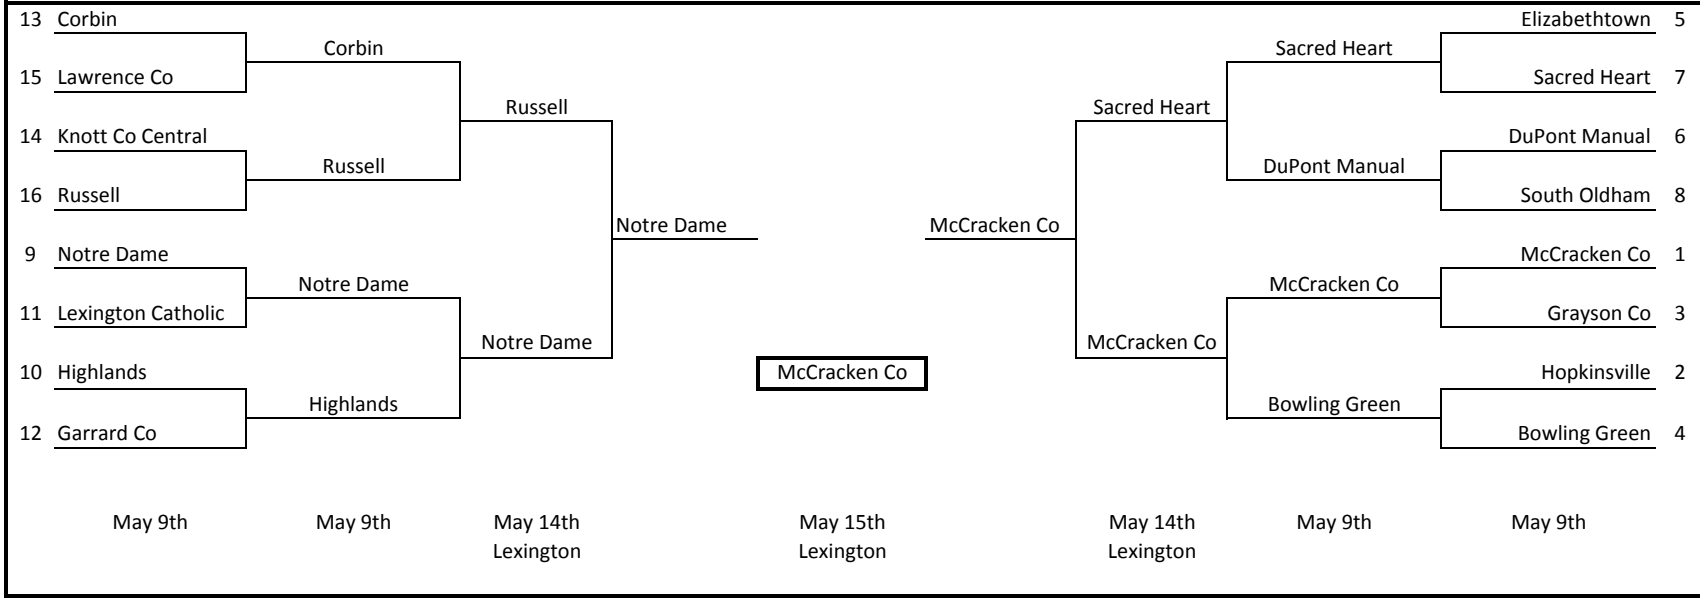 13 Corbin
Elizabethtown 5
Corbin
Sacred Heart
15 Lawrence Co
Sacred Heart 7
Russell
Sacred Heart
14 Knott Co Central
DuPont Manual 6
Russell
DuPont Manual
16 Russell
South Oldham 8
Notre Dame
McCracken Co
9 Notre Dame
McCracken Co 1
Notre Dame
McCracken Co
11 Lexington Catholic
Grayson Co 3
Notre Dame
McCracken Co
10 Highlands
McCracken Co
Hopkinsville 2
Highlands
Bowling Green
12 Garrard Co
Bowling Green 4
May 9th May 9th May 14th May 15th May 14th May 9th May 9th
Lexington Lexington Lexington